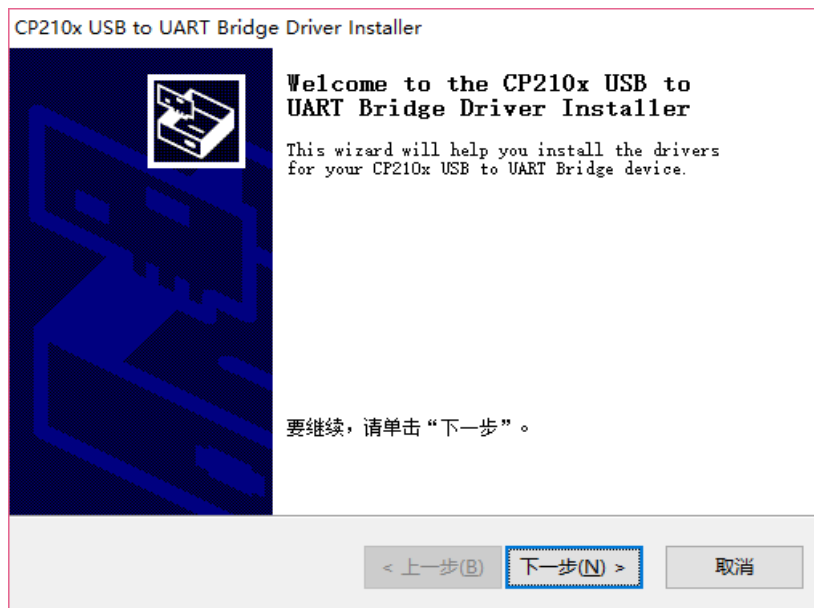 CP210x USB to UART Bridge Driver Installer
Welcome to the CP210x USB to
UART Bridge Driver Installer
This wizard will help you install the drivers
for your CP210x USB to UART Bridge device.
要继续，请单击“下一步”。
< 上一步(B)
下一步(N) >
取消